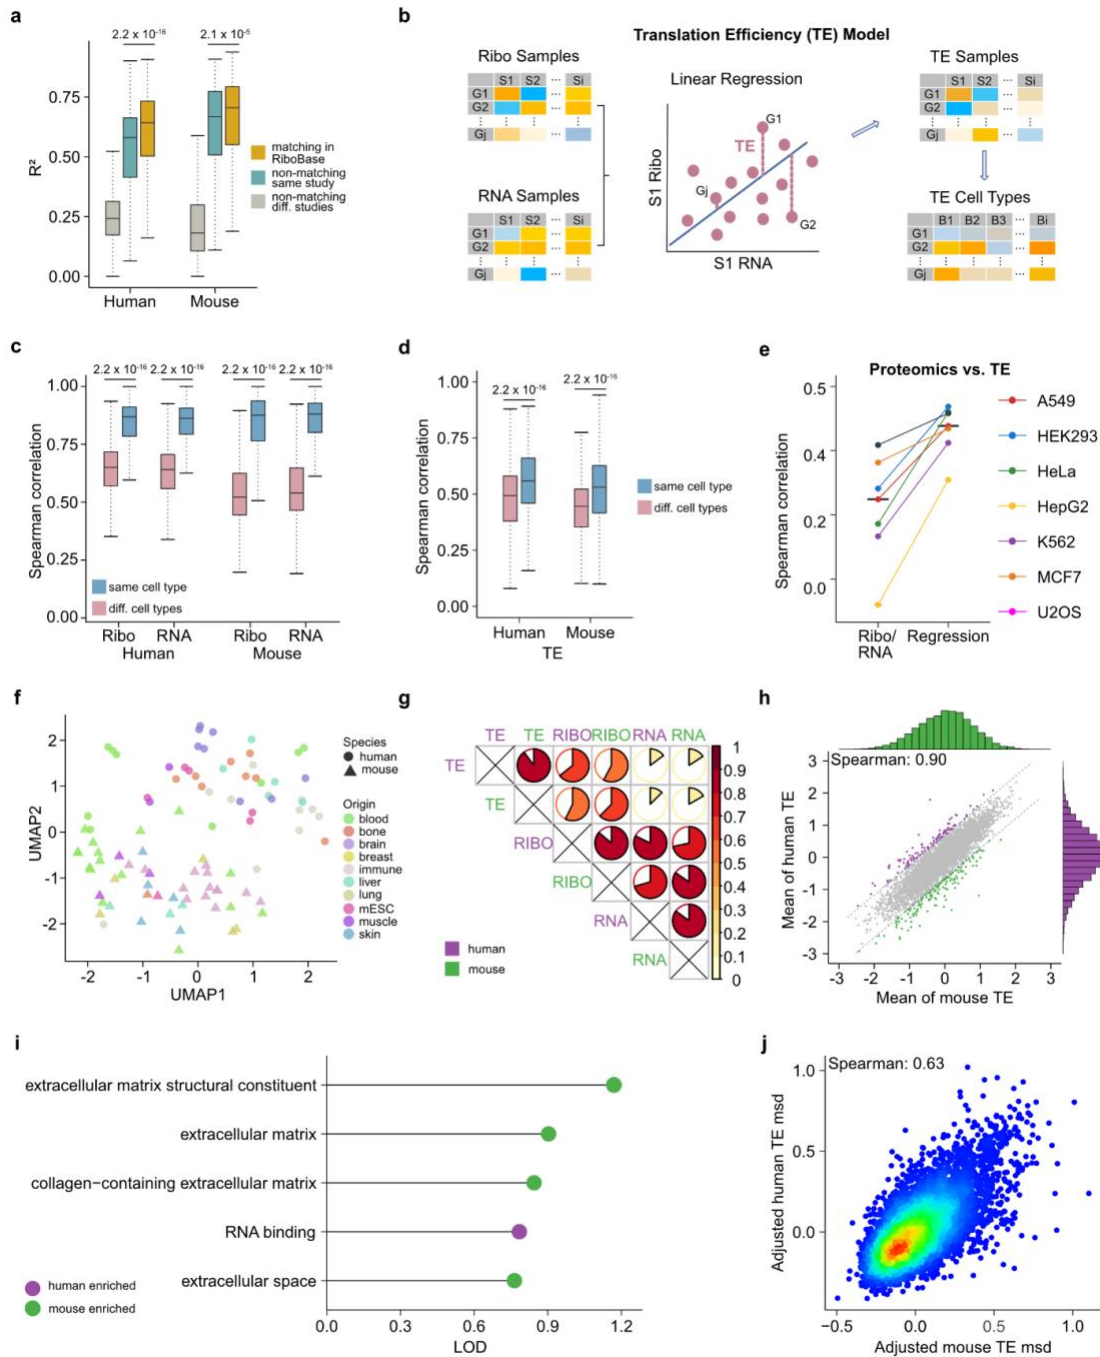 a
2.2 x 10-16
2.1 x 10-5
R²
0.75
0.50
0.25
0.00
Human
Mouse
matching in
RiboBase
non-matching
same study
non-matching
diff. studies
b
Translation Efficiency (TE) Model
Ribo Samples
S1 S2 ... Si
G1
G2
Gj
RNA Samples
S1 S2 ... Si
G1
G2
Gj
Linear Regression
S1 Ribo
G1
TE
Gj
G2
S1 RNA
TE Samples
S1 S2 ... Si
G1
G2
Gj
TE Cell Types
B1 B2 B3 ... Bi
G1
G2
Gj
c
2.2 x 10-16 2.2 x 10-16 2.2 x 10-16 2.2 x 10-16
Spearman correlation
1.00
0.75
0.50
0.25
0.00
same cell type
diff. cell types
Ribo RNA Ribo RNA
Human Mouse
d
2.2 x 10-16
2.2 x 10-16
Spearman correlation
1.00
0.75
0.50
0.25
0.00
same cell type
diff. cell types
Human Mouse
TE
e
Proteomics vs. TE
Spearman correlation
0.5
0.4
0.2
0.0
Ribo/
RNA
Regression
A549
HEK293
HeLa
HepG2
K562
MCF7
U2OS
f
UMAP2
2
1
0
-1
-2
-2 -1 0 1 2
UMAP1
Species
human
mouse
Origin
blood
bone
brain
breast
immune
liver
lung
mESC
muscle
skin
g
TE TE RIBO RIBO RNA RNA
TE
TE
RIBO
RIBO
RNA
RNA
human
mouse
1
0.9
0.8
0.7
0.6
0.5
0.4
0.3
0.2
0.1
0
h
Spearman: 0.90
Mean of human TE
3
2
1
0
-1
-2
-3
-3 -2 -1 0 1 2 3
Mean of mouse TE
i
extracellular matrix structural constituent
extracellular matrix
collagen−containing extracellular matrix
RNA binding
extracellular space
human enriched
mouse enriched
0.0 0.3 0.6 0.9 1.2
LOD
j
Spearman: 0.63
Adjusted human TE msd
1.0
0.5
0.0
−0.5 0.0 0.5 1.0
Adjusted mouse TE msd